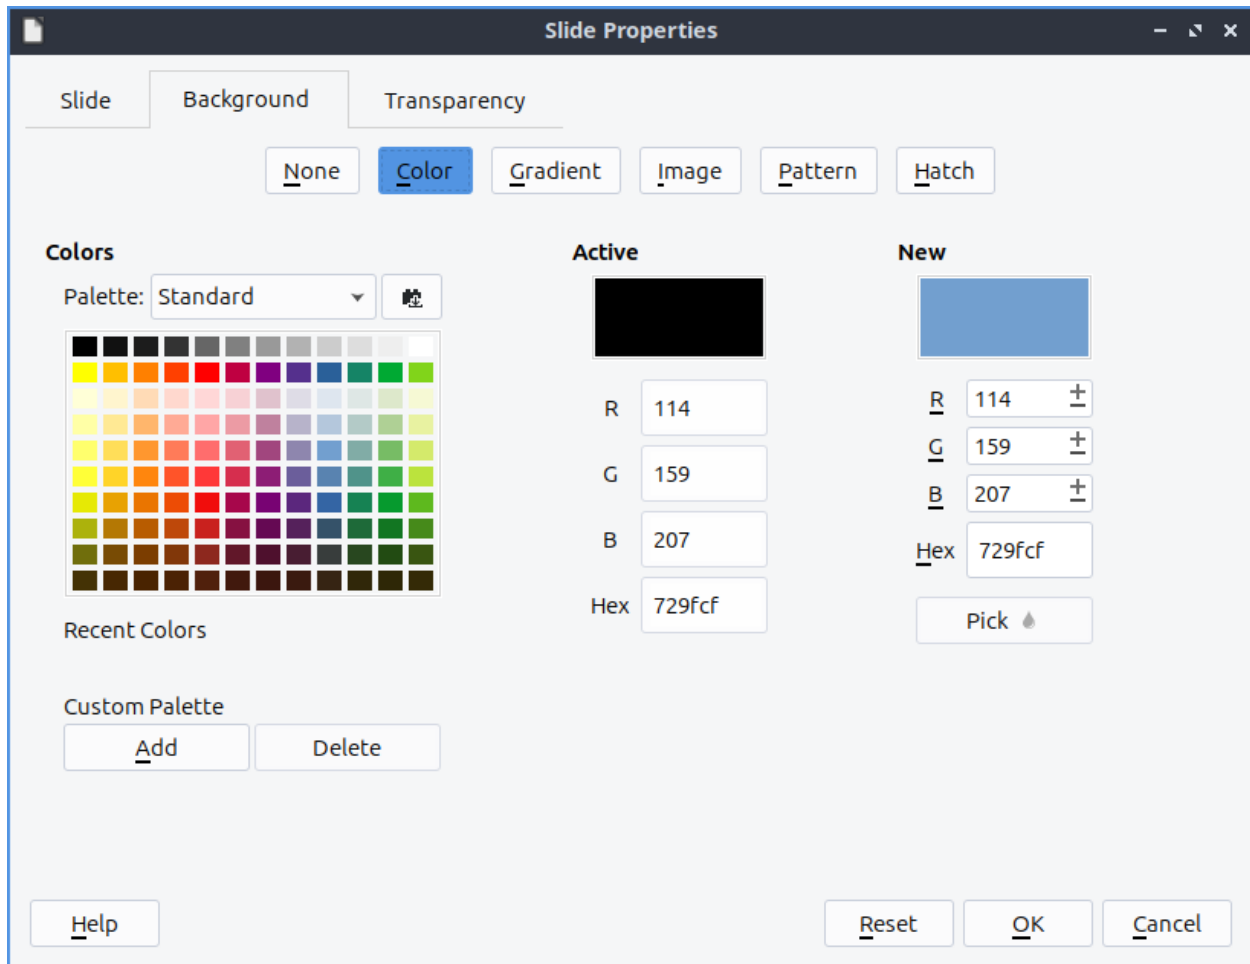 Slide Properties
Slide Background Transparency
None Color Gradient Image Pattern Hatch
Colors Active New
Palette: Standard
R 114 R 114
G 159 G 159
B 207 B 207
Hex 729fcf Hex 729fcf
Recent Colors Pick
Custom Palette
Add Delete
Help Reset OK Cancel